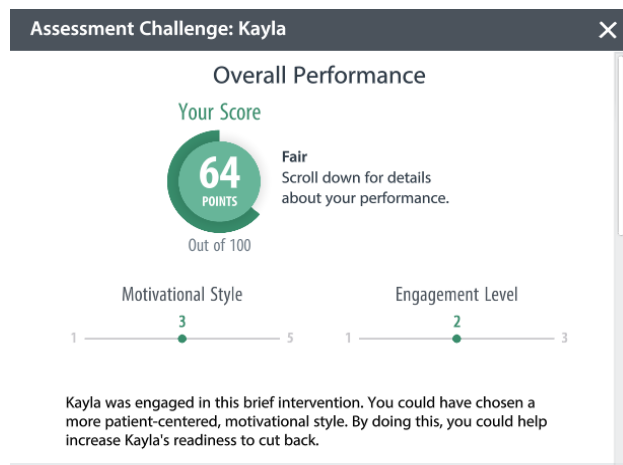 Assessment Challenge: Kayla
Overall Performance
Your Score
64
POINTS
Out of 100
Fair
Scroll down for details
about your performance.
Motivational Style
3
1
5
Engagement Level
2
1
3
Kayla was engaged in this brief intervention. You could have chosen a
more patient-centered, motivational style. By doing this, you could help
increase Kayla's readiness to cut back.